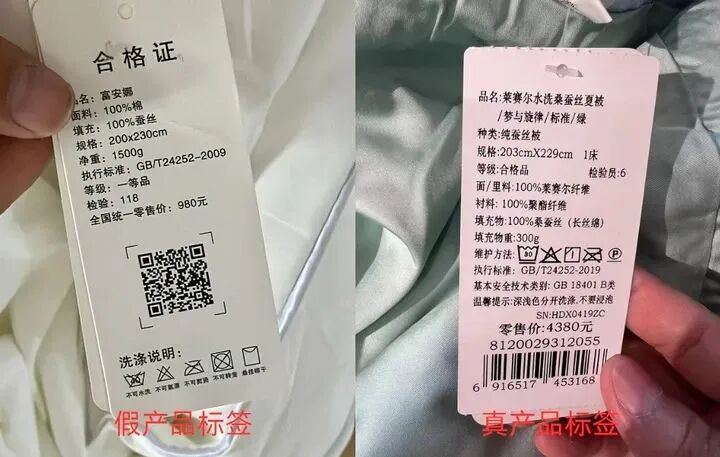 合格证
品名：富安娜
面料：100%棉
填充：100%蚕丝
规格：200x230cm
净重：1500g
执行标准：GB/T24252-2009
等级：一等品
检验：118
全国统一零售价：980元
洗涤说明：
不可水洗 不可氯漂 不可熨烫 不可转笼 悬挂晾干
假产品标签
品名：莱赛尔水洗桑蚕丝夏被
/梦与旋律/标准/绿
种类：纯蚕丝被
规格：203cmX229cm 1床
等级：合格品 检验员：6
面/里料：100%莱赛尔纤维
衬料：100%聚酯纤维
填充物：100%桑蚕丝（长丝绵）
填充物重：300g
维护方法：
执行标准：GB/T24252-2019
基本安全技术类别：GB 18401 B类
温馨提示：深浅色分开洗涤，不要浸泡
SN:HDX0419ZC
零售价：4380元
8120029312055
6 916517 453168
真产品标签